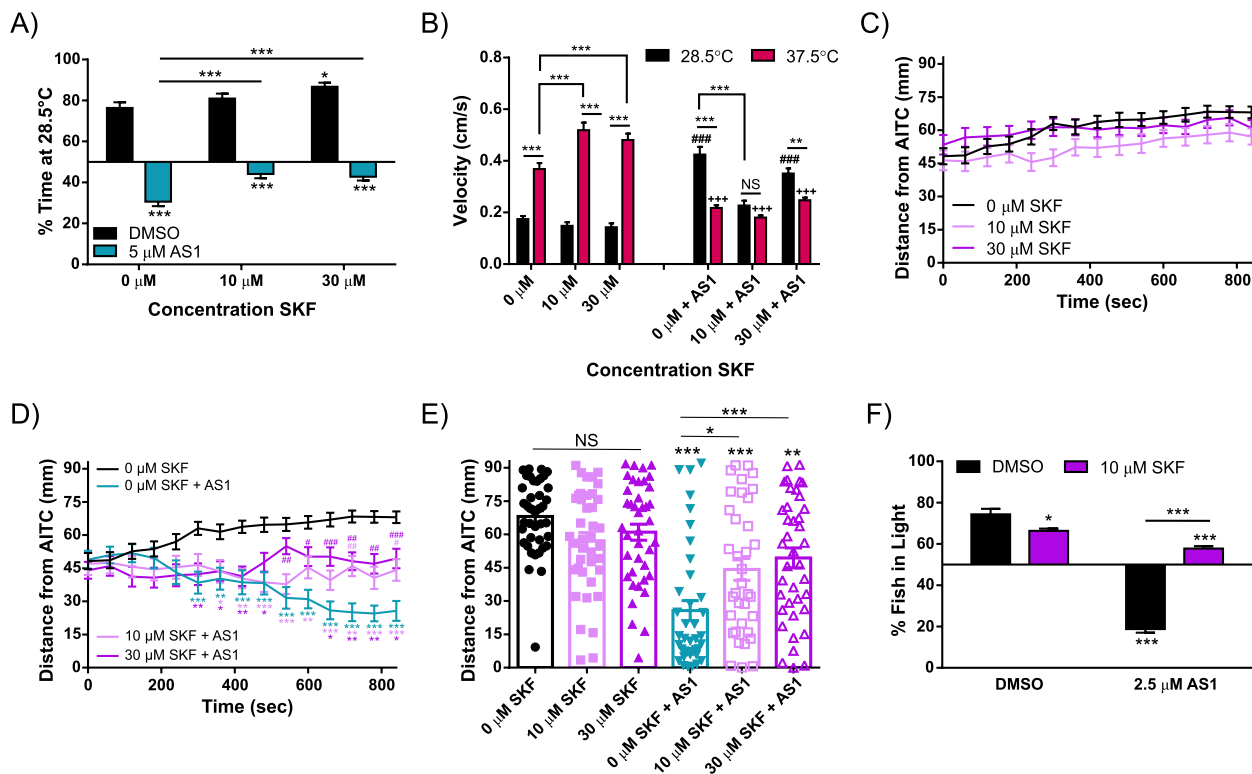 A)
% Time at 28.5°C
100
80
60
40
20
0
***
***
*
***
***
***
DMSO
5 µM AS1
0 µM
10 µM
30 µM
Concentration SKF
B)
28.5°C
37.5°C
Velocity (cm/s)
0.8
0.6
0.4
0.2
0.0
***
***
***
***
***
***
***
###
+++
NS
+++
**
###
+++
0 µM
10 µM
30 µM
0 µM + AS1
10 µM + AS1
30 µM + AS1
Concentration SKF
C)
Distance from AITC (mm)
90
75
60
45
30
15
0
0 µM SKF
10 µM SKF
30 µM SKF
0
200
400
600
800
Time (sec)
D)
Distance from AITC (mm)
90
75
60
45
30
15
0
0 µM SKF
0 µM SKF + AS1
10 µM SKF + AS1
30 µM SKF + AS1
0
200
400
600
800
Time (sec)
E)
Distance from AITC (mm)
90
75
60
45
30
15
0
NS
***
*
***
***
**
0 µM SKF
10 µM SKF
30 µM SKF
0 µM SKF + AS1
10 µM SKF + AS1
30 µM SKF + AS1
F)
DMSO
10 µM SKF
% Fish in Light
100
80
60
40
20
0
*
***
***
***
DMSO
2.5 µM AS1